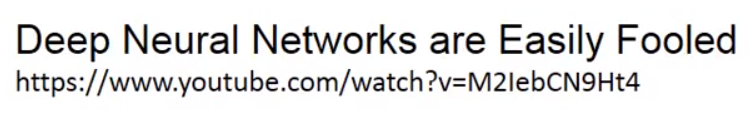 Deep Neural Networks are Easily Fooled
https://www.youtube.com/watch?v=M2IebCN9Ht4